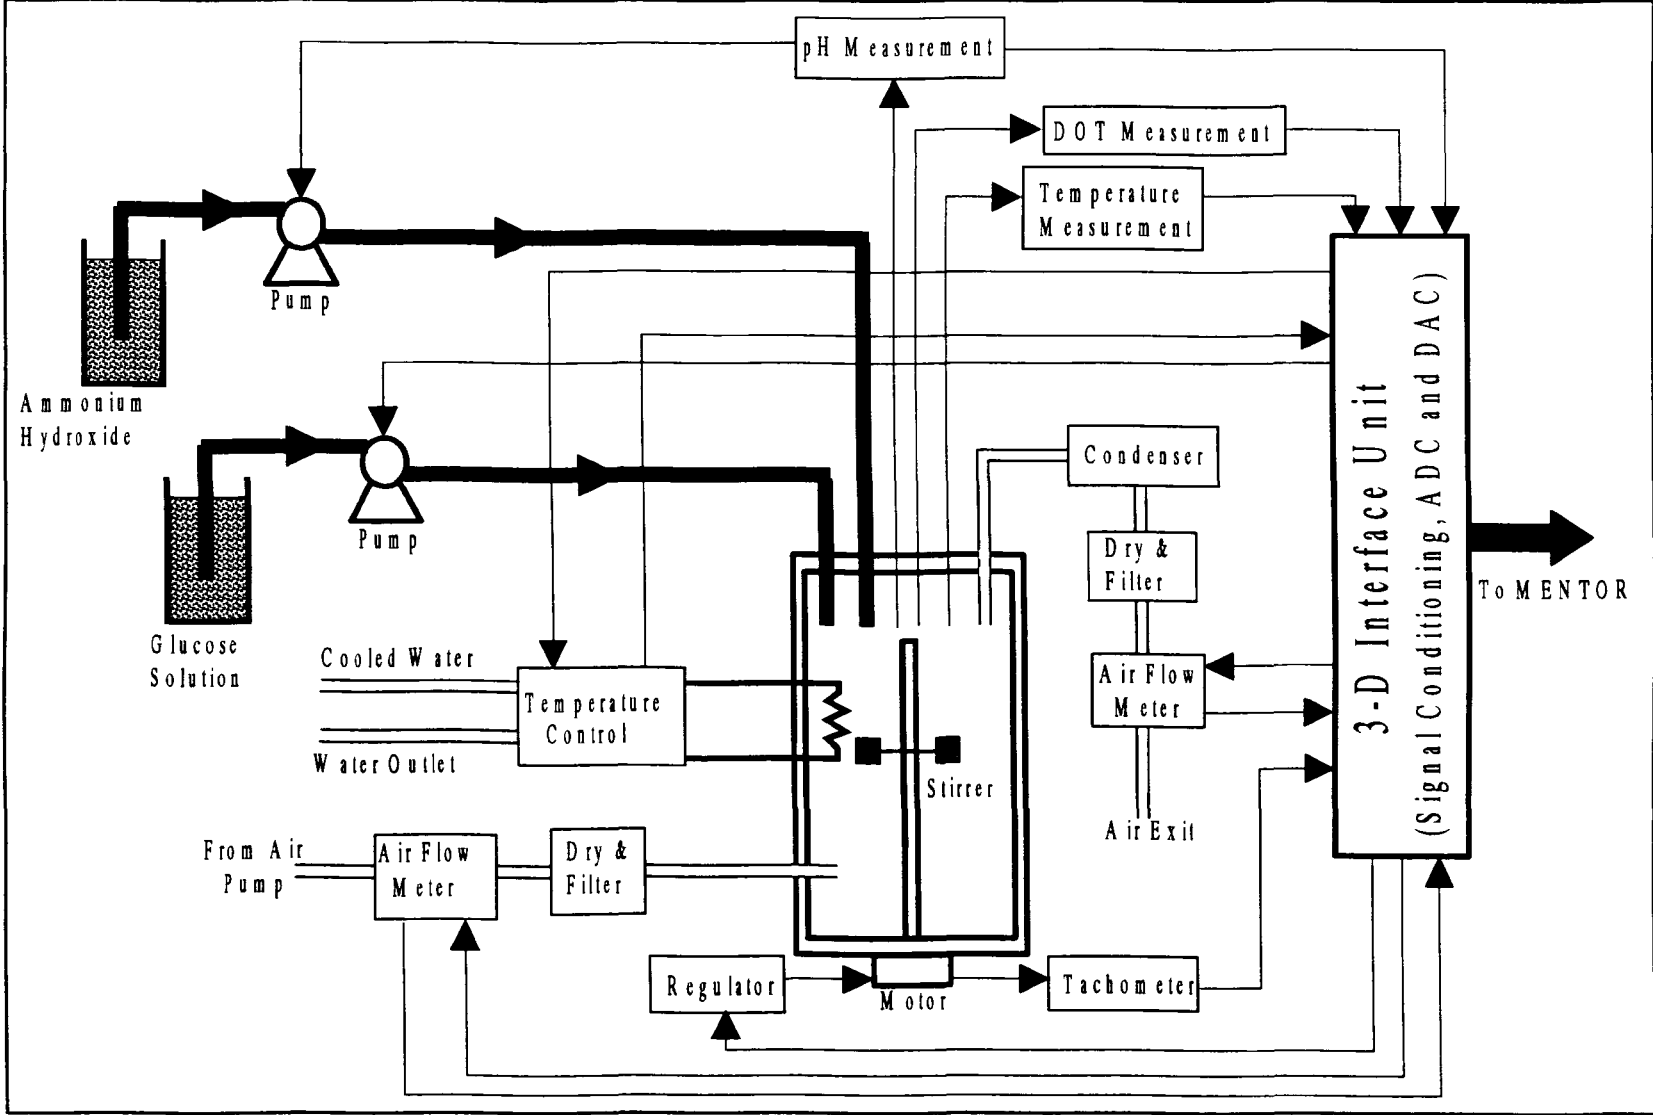 pH Measurement
DOT Measurement
Temperature
Measurement
Pump
Ammonium
Hydroxide
Pump
Glucose
Solution
Condenser
Dry &
Filter
Air Flow
Meter
Air Exit
3-D Interface Unit
(Signal Conditioning, ADC and DAC)
To MENTOR
Cooled Water
Temperature
Control
Water Outlet
Stirrer
From Air
Pump
Air Flow
Meter
Dry &
Filter
Regulator
Motor
Tachometer